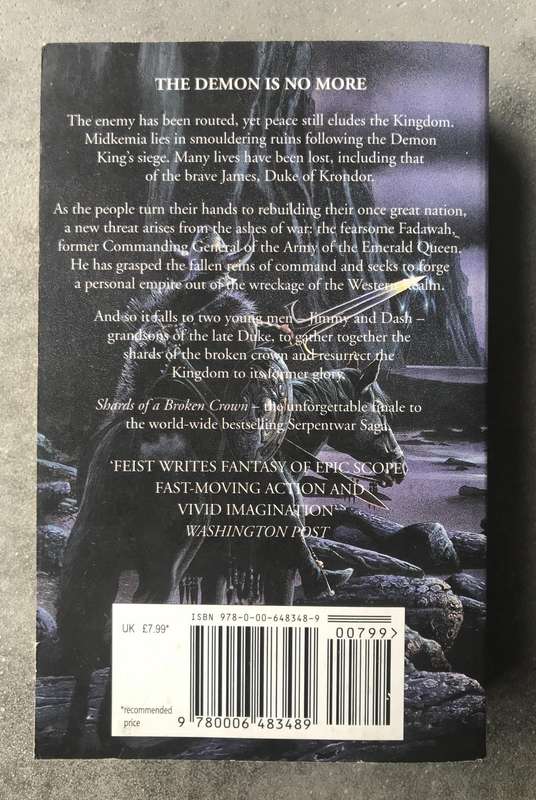 THE DEMON IS NO MORE
The enemy has been routed, yet peace still eludes the Kingdom.
Midkemia lies in smouldering ruins following the Demon
King's siege. Many lives have been lost, including that
of the brave James, Duke of Krondor.
As the people turn their hands to rebuilding their once great nation,
a new threat arises from the ashes of war: the fearsome Fadawah,
former Commanding General of the Army of the Emerald Queen.
He has grasped the fallen reins of command and seeks to forge
a personal empire out of the wreckage of the Western Realm.
And so it falls to two young men – Jimmy and Dash –
grandsons of the late Duke, to gather together the
shards of the broken crown and resurrect the
Kingdom to its former glory.
Shards of a Broken Crown – the unforgettable finale to
the world-wide bestselling Serpentwar Saga.
'FEIST WRITES FANTASY OF EPIC SCOPE,
FAST-MOVING ACTION AND
VIVID IMAGINATION'
WASHINGTON POST
ISBN 978-0-00-648348-9
UK £7.99*
00799>
*recommended
price
9 780006 483489